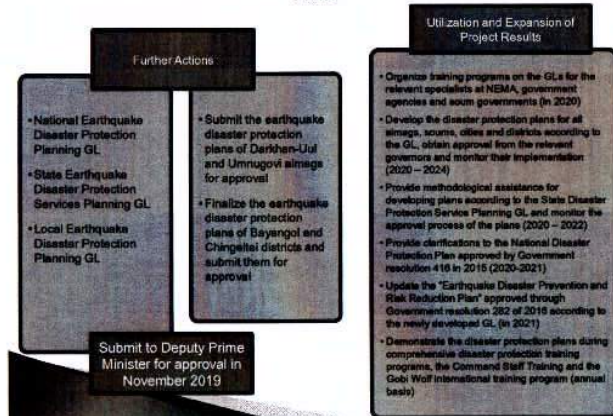 Further Actions
• National Earthquake
Disaster Protection
Planning GL
• State Earthquake
Disaster Protection
Services Planning GL
• Local Earthquake
Disaster Protection
Planning GL
• Submit the earthquake
disaster protection
plans of Darkhan-Uul
and Umnugovi aimags
for approval
• Finalize the earthquake
disaster protection
plans of Bayangol and
Chingeltei districts and
submit them for
approval
Submit to Deputy Prime
Minister for approval in
November 2019
Utilization and Expansion of
Project Results
• Organize training programs on the GLs for the
relevant specialists at NEMA, government
agencies and soum governments (in 2020)
• Develop the disaster protection plans for all
aimags, soums, cities and districts according to
the GL, obtain approval from the relevant
governors and monitor their implementation
(2020 – 2024)
• Provide methodological assistance for
developing plans according to the State Disaster
Protection Service Planning GL and monitor the
approval process of the plans (2020 – 2022)
• Provide clarifications to the National Disaster
Protection Plan approved by Government
resolution 416 in 2015 (2020-2021)
• Update the "Earthquake Disaster Prevention and
Risk Reduction Plan" approved through
Government resolution 282 of 2016 according to
the newly developed GL (in 2021)
• Demonstrate the disaster protection plans during
comprehensive disaster protection training
programs, the Command Staff Training and the
Gobi Wolf international training program (annual
basis)